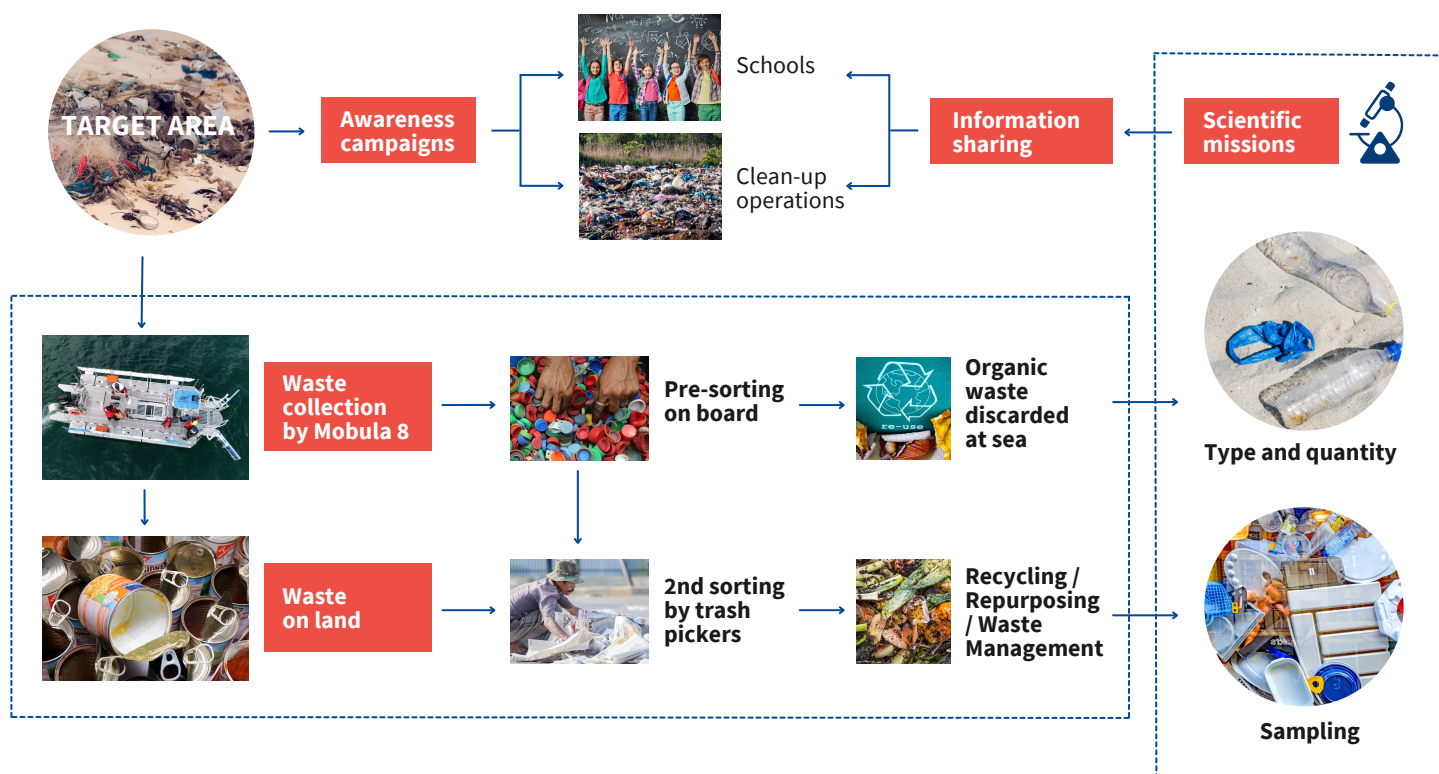 TARGET AREA
Awareness
campaigns
Schools
Clean-up
operations
Information
sharing
Scientific
missions
Waste
collection
by Mobula 8
Pre-sorting
on board
re-use
Organic
waste
discarded
at sea
Type and quantity
Waste
on land
2nd sorting
by trash
pickers
Recycling /
Repurposing
/ Waste
Management
Sampling